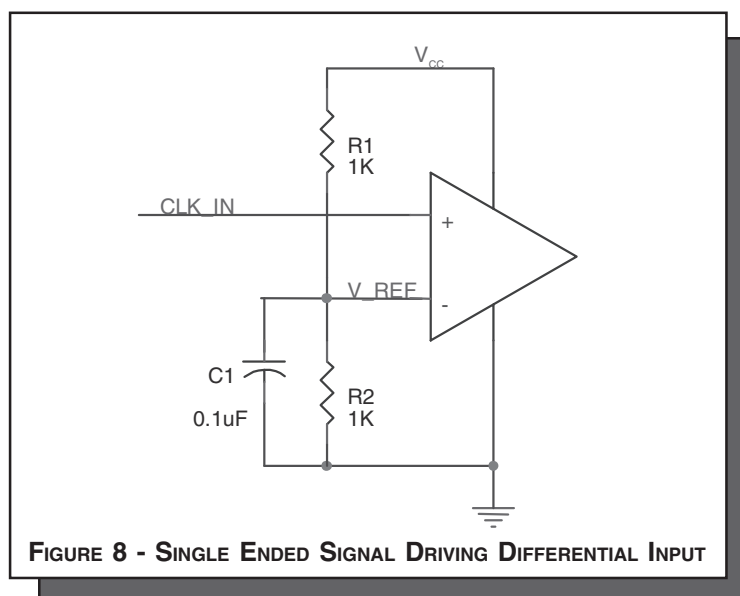 Vcc
R1
1K
CLK_IN
+
V_REF
-
C1
0.1uF
R2
1K
FIGURE 8 - SINGLE ENDED SIGNAL DRIVING DIFFERENTIAL INPUT